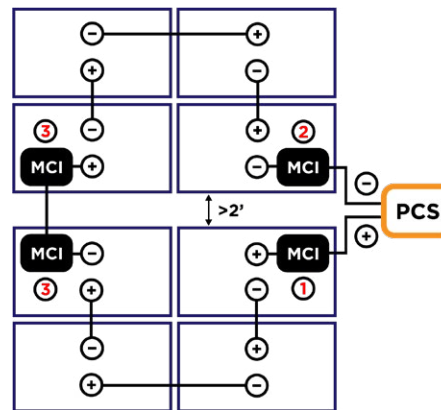 − +
+ −
3 − + 2
MCI + − MCI
−
>2' PCS
+
MCI − + MCI
3 + − 1
− +
+ −